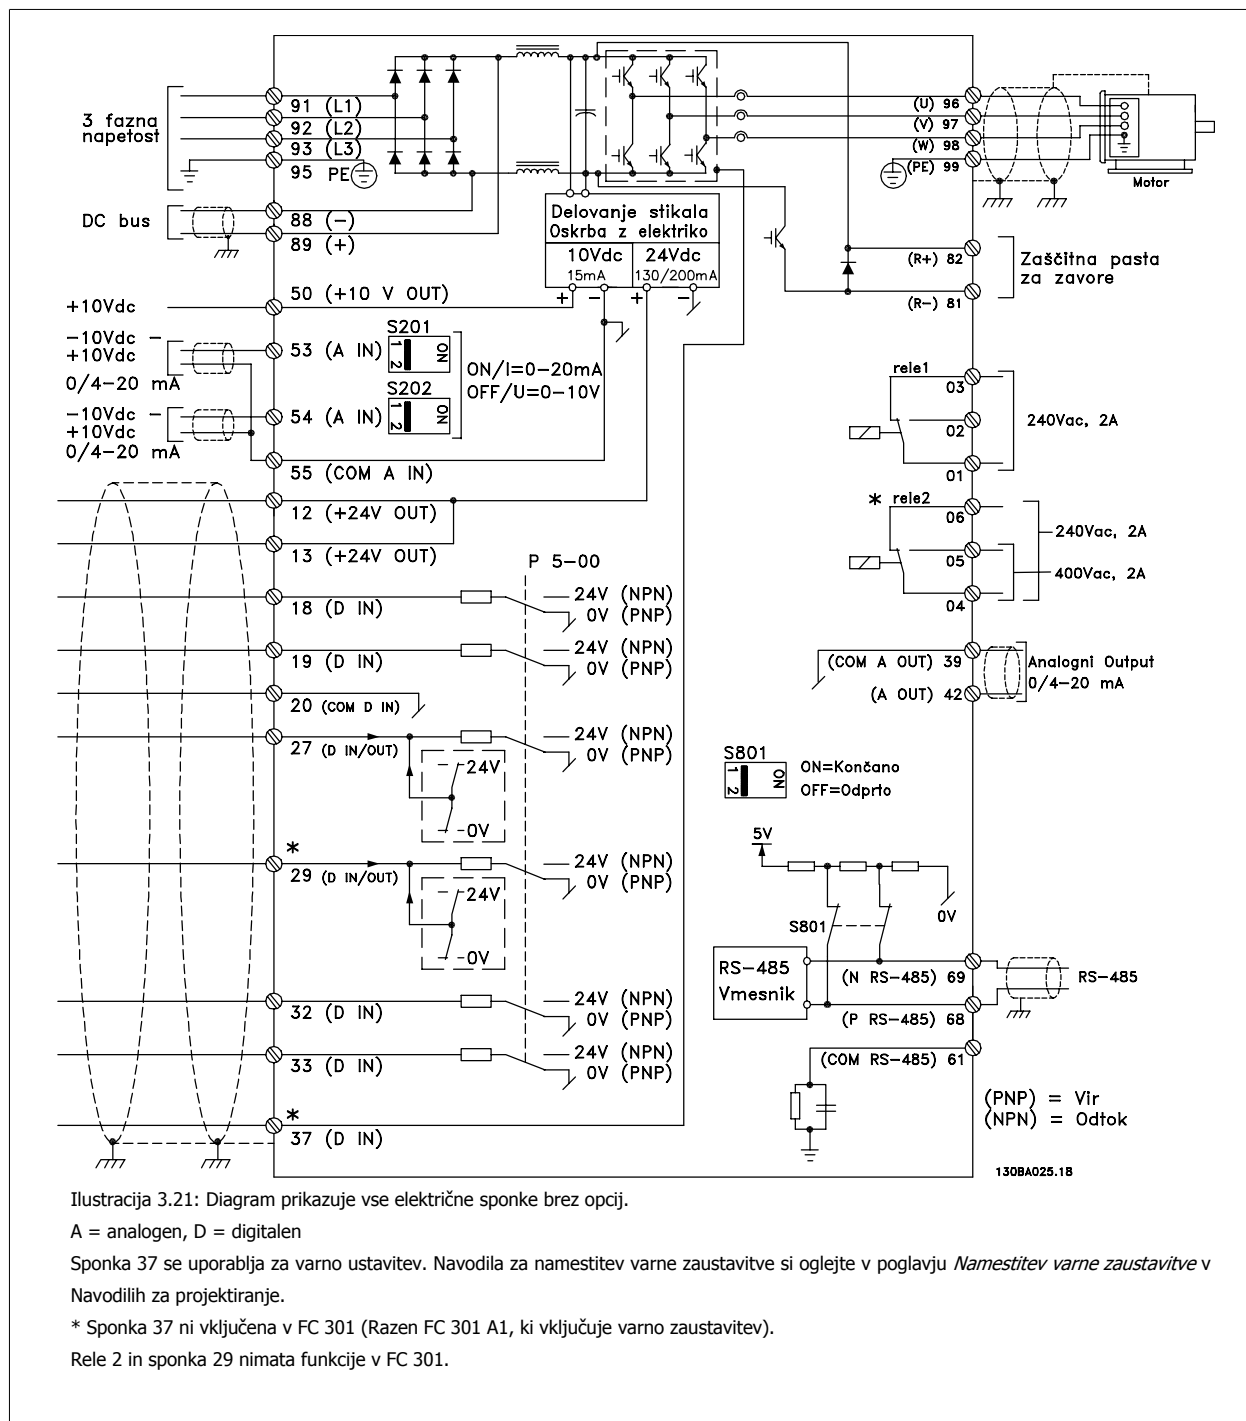 3 fazna
napetost
91 (L1)
92 (L2)
93 (L3)
95 PE
DC bus
88 (-)
89 (+)
Delovanje stikala
Oskrba z elektriko
10Vdc
15mA
24Vdc
130/200mA
+ - + -
(U) 96
(V) 97
(W) 98
(PE) 99
Motor
(R+) 82
(R-) 81
Zaščitna pasta
za zavore
+10Vdc
50 (+10 V OUT)
-10Vdc -
+10Vdc
0/4-20 mA
53 (A IN)
S201
ON
1 2
-10Vdc -
+10Vdc
0/4-20 mA
54 (A IN)
S202
ON
1 2
ON/I=0-20mA
OFF/U=0-10V
55 (COM A IN)
12 (+24V OUT)
13 (+24V OUT)
P 5-00
18 (D IN)
24V (NPN)
0V (PNP)
19 (D IN)
24V (NPN)
0V (PNP)
20 (COM D IN)
27 (D IN/OUT)
24V (NPN)
0V (PNP)
24V
0V
*
29 (D IN/OUT)
24V (NPN)
0V (PNP)
24V
0V
32 (D IN)
24V (NPN)
0V (PNP)
33 (D IN)
24V (NPN)
0V (PNP)
*
37 (D IN)
rele1
03
02
01
240Vac, 2A
* rele2
06
05
04
240Vac, 2A
400Vac, 2A
(COM A OUT) 39
(A OUT) 42
Analogni Output
0/4-20 mA
S801
ON
1 2
ON=Končano
OFF=Odprto
5V
S801
0V
RS-485
Vmesnik
(N RS-485) 69
(P RS-485) 68
RS-485
(COM RS-485) 61
(PNP) = Vir
(NPN) = Odtok
130BA025.18
Ilustracija 3.21: Diagram prikazuje vse električne sponke brez opcij.
A = analogen, D = digitalen
Sponka 37 se uporablja za varno ustavitev. Navodila za namestitev varne zaustavitve si oglejte v poglavju Namestitev varne zaustavitve v
Navodilih za projektiranje.
* Sponka 37 ni vključena v FC 301 (Razen FC 301 A1, ki vključuje varno zaustavitev).
Rele 2 in sponka 29 nimata funkcije v FC 301.